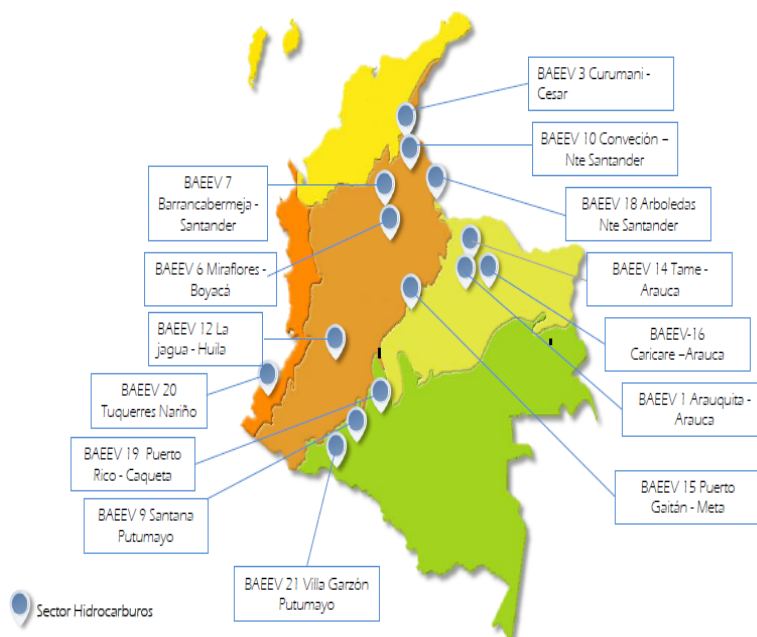 BAEEV 3 Curumani -
Cesar
BAEEV 10 Conveción –
Nte Santander
BAEEV 7
Barrancabermeja -
Santander
BAEEV 18 Arboledas
Nte Santander
BAEEV 6 Miraflores -
Boyacá
BAEEV 14 Tame -
Arauca
BAEEV 12 La
jagua - Huila
BAEEV-16
Caricare –Arauca
BAEEV 20
Tuquerres Nariño
BAEEV 1 Arauquita -
Arauca
BAEEV 19 Puerto
Rico - Caqueta
BAEEV 15 Puerto
Gaitán - Meta
BAEEV 9 Santana
Putumayo
BAEEV 21 Villa Garzón
Putumayo
Sector Hidrocarburos